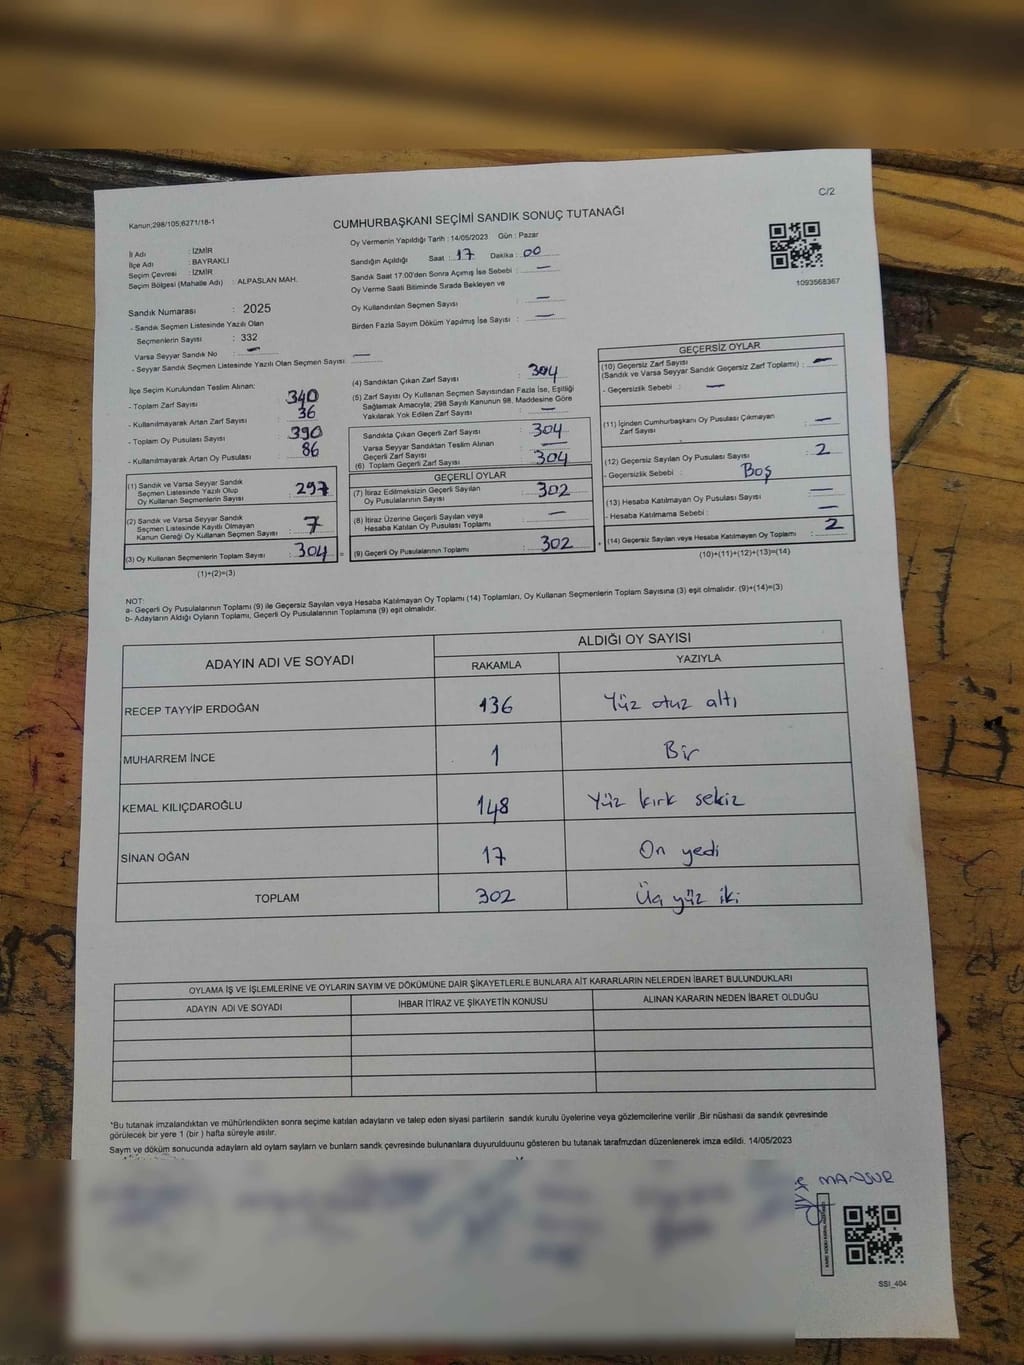 C/2
Kanun;298/105;6271/18-1
CUMHURBAŞKANI SEÇİMİ SANDIK SONUÇ TUTANAĞI
Oy Vermenin Yapıldığı Tarih : 14/05/2023 Gün : Pazar
İl Adı : İZMİR
İlçe Adı : BAYRAKLI
Seçim Çevresi : İZMİR
Seçim Bölgesi (Mahalle Adı) : ALPASLAN MAH.
Sandığın Açıldığı Saat : 17 Dakika : 00
Sandık Saat 17:00'den Sonra Açımış İse Sebebi : —
Oy Verme Saati Bitiminde Sırada Bekleyen ve
Oy Kullandırılan Seçmen Sayısı : —
Birden Fazla Sayım Döküm Yapılmış İse Sayısı : —
1093568367
Sandık Numarası : 2025
- Sandık Seçmen Listesinde Yazılı Olan
Seçmenlerin Sayısı : 332
Varsa Seyyar Sandık No : —
- Seyyar Sandık Seçmen Listesinde Yazılı Olan Seçmen Sayısı: —
İlçe Seçim Kurulundan Teslim Alınan:
- Toplam Zarf Sayısı : 340
- Kullanılmayarak Artan Zarf Sayısı : 36
- Toplam Oy Pusulası Sayısı : 390
- Kullanılmayarak Artan Oy Pusulası : 86
(1) Sandık ve Varsa Seyyar Sandık
Seçmen Listesinde Yazılı Olup
Oy Kullanan Seçmenlerin Sayısı : 297
(2) Sandık ve Varsa Seyyar Sandık
Seçmen Listesinde Kayıtlı Olmayan
Kanun Gereği Oy Kullanan Seçmen Sayısı : 7
(3) Oy Kullanan Seçmenlerin Toplam Sayısı : 304 =
(1)+(2)=(3)
(4) Sandıktan Çıkan Zarf Sayısı : 304
(5) Zarf Sayısı Oy Kullanan Seçmen Sayısından Fazla İse, Eşitliği
Sağlamak Amacıyla; 298 Sayılı Kanunun 98. Maddesine Göre
Yakılarak Yok Edilen Zarf Sayısı : —
Sandıkta Çıkan Geçerli Zarf Sayısı : 304
Varsa Seyyar Sandıktan Teslim Alınan
Geçerli Zarf Sayısı : —
(6) Toplam Geçerli Zarf Sayısı : 304
GEÇERLİ OYLAR
(7) İtiraz Edilmeksizin Geçerli Sayılan
Oy Pusulalarının Sayısı : 302
(8) İtiraz Üzerine Geçerli Sayılan veya
Hesaba Katılan Oy Pusulası Toplamı : —
(9) Geçerli Oy Pusulalarının Toplamı : 302 +
GEÇERSİZ OYLAR
(10) Geçersiz Zarf Sayısı
(Sandık ve Varsa Seyyar Sandık Geçersiz Zarf Toplamı) : —
- Geçersizlik Sebebi : —
(11) İçinden Cumhurbaşkanı Oy Pusulası Çıkmayan
Zarf Sayısı : —
(12) Geçersiz Sayılan Oy Pusulası Sayısı : 2
- Geçersizlik Sebebi : Boş
(13) Hesaba Katılmayan Oy Pusulası Sayısı : —
- Hesaba Katılmama Sebebi : —
(14) Geçersiz Sayılan veya Hesaba Katılmayan Oy Toplamı : 2
(10)+(11)+(12)+(13)=(14)
NOT:
a- Geçerli Oy Pusulalarının Toplamı (9) ile Geçersiz Sayılan veya Hesaba Katılmayan Oy Toplamı (14) Toplamları, Oy Kullanan Seçmenlerin Toplam Sayısına (3) eşit olmalıdır. (9)+(14)=(3)
b- Adayların Aldığı Oyların Toplamı, Geçerli Oy Pusulalarının Toplamına (9) eşit olmalıdır.
ADAYIN ADI VE SOYADI ALDIĞI OY SAYISI
RAKAMLA YAZIYLA
RECEP TAYYİP ERDOĞAN 136 Yüz otuz altı
MUHARREM İNCE 1 Bir
KEMAL KILIÇDAROĞLU 148 Yüz kırk sekiz
SİNAN OĞAN 17 On yedi
TOPLAM 302 Üç yüz iki
OYLAMA İŞ VE İŞLEMLERİNE VE OYLARIN SAYIM VE DÖKÜMÜNE DAİR ŞİKAYETLERLE BUNLARA AİT KARARLARIN NELERDEN İBARET BULUNDUKLARI
ADAYIN ADI VE SOYADI İHBAR İTİRAZ VE ŞİKAYETİN KONUSU ALINAN KARARIN NEDEN İBARET OLDUĞU
*Bu tutanak imzalandıktan ve mühürlendikten sonra seçime katılan adayların ve talep eden siyasi partilerin sandık kurulu üyelerine veya gözlemcilerine verilir .Bir nüshası da sandık çevresinde
görülecek bir yere 1 (bir ) hafta süreyle asılır.
Saym ve döküm sonucunda adayların ald oylam saylarn ve bunlarn sandk çevresinde bulunanlara duyurulduunu gösteren bu tutanak tarafmzdan düzenlenerek imza edildi. 14/05/2023
MANSUR
SSI_404